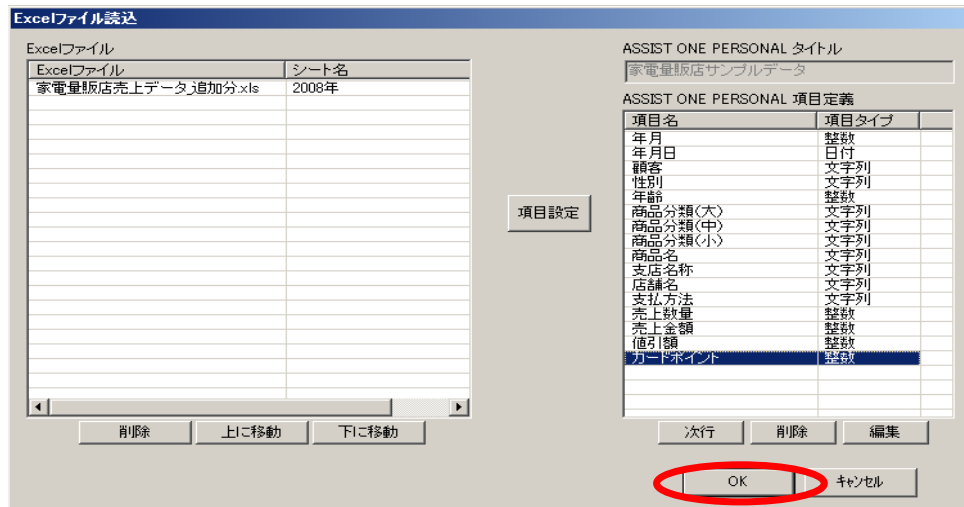 Excelファイル読込
Excelファイル
Excelファイル シート名
家電量販店売上データ_追加分.xls 2008年
削除 上に移動 下に移動
項目設定
ASSIST ONE PERSONAL タイトル
家電量販店サンプルデータ
ASSIST ONE PERSONAL 項目定義
項目名 項目タイプ
年月 整数
年月日 日付
顧客 文字列
性別 文字列
年齢 整数
商品分類(大) 文字列
商品分類(中) 文字列
商品分類(小) 文字列
商品名 文字列
支店名称 文字列
店舗名 文字列
支払方法 文字列
売上数量 整数
売上金額 整数
値引額 整数
カードポイント 整数
次行 削除 編集
OK キャンセル